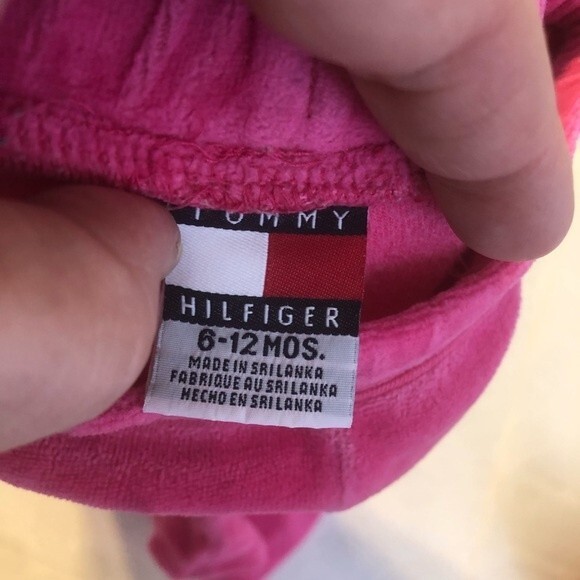 TOMMY
HILFIGER
6-12 MOS.
MADE IN SRI LANKA
FABRIQUE AU SRI LANKA
HECHO EN SRI LANKA